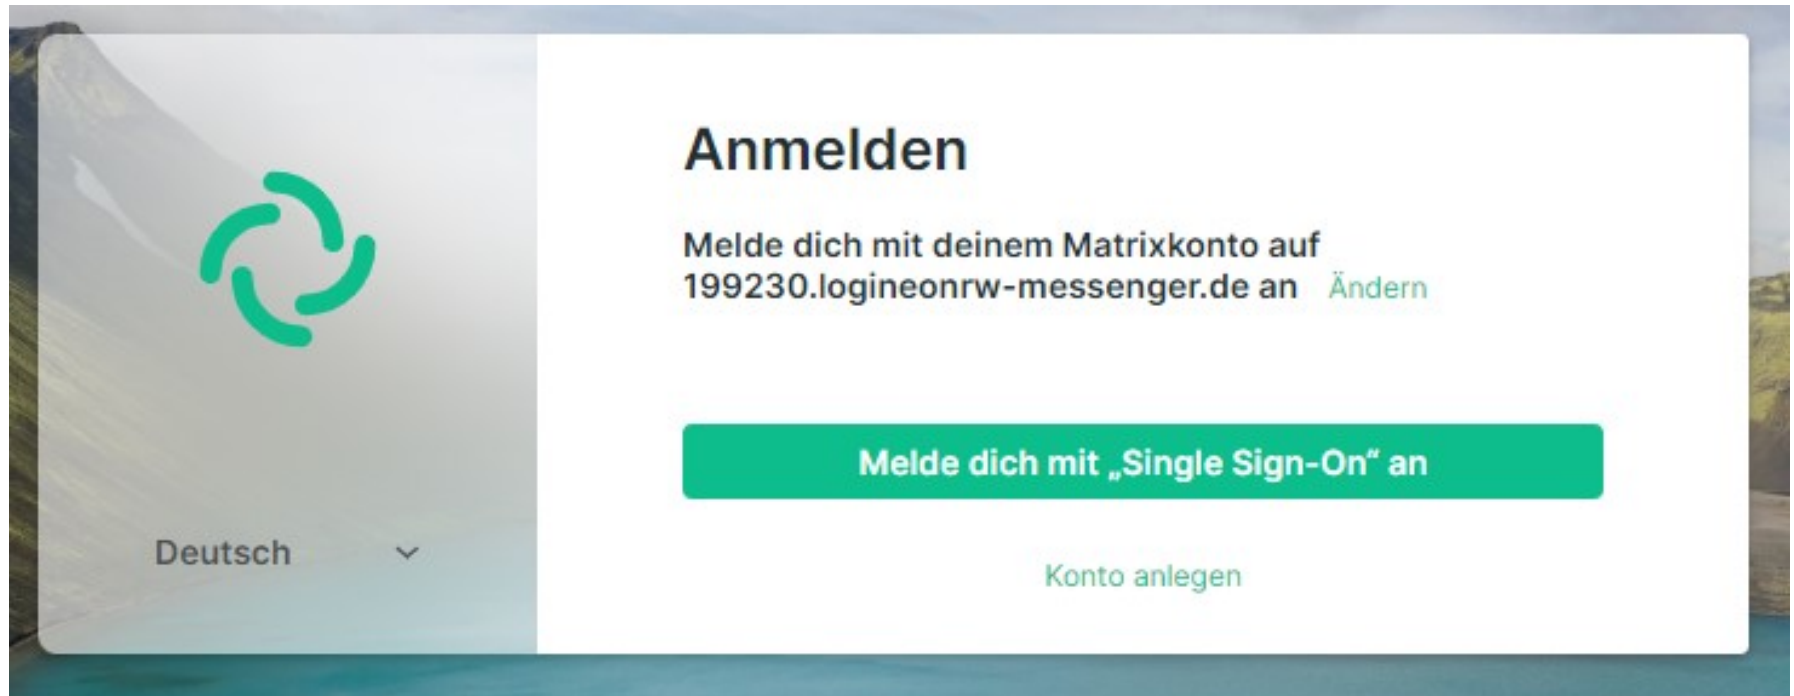 Anmelden
Melde dich mit deinem Matrixkonto auf
199230.logineonrw-messenger.de an Ändern
Melde dich mit „Single Sign-On“ an
Deutsch
Konto anlegen